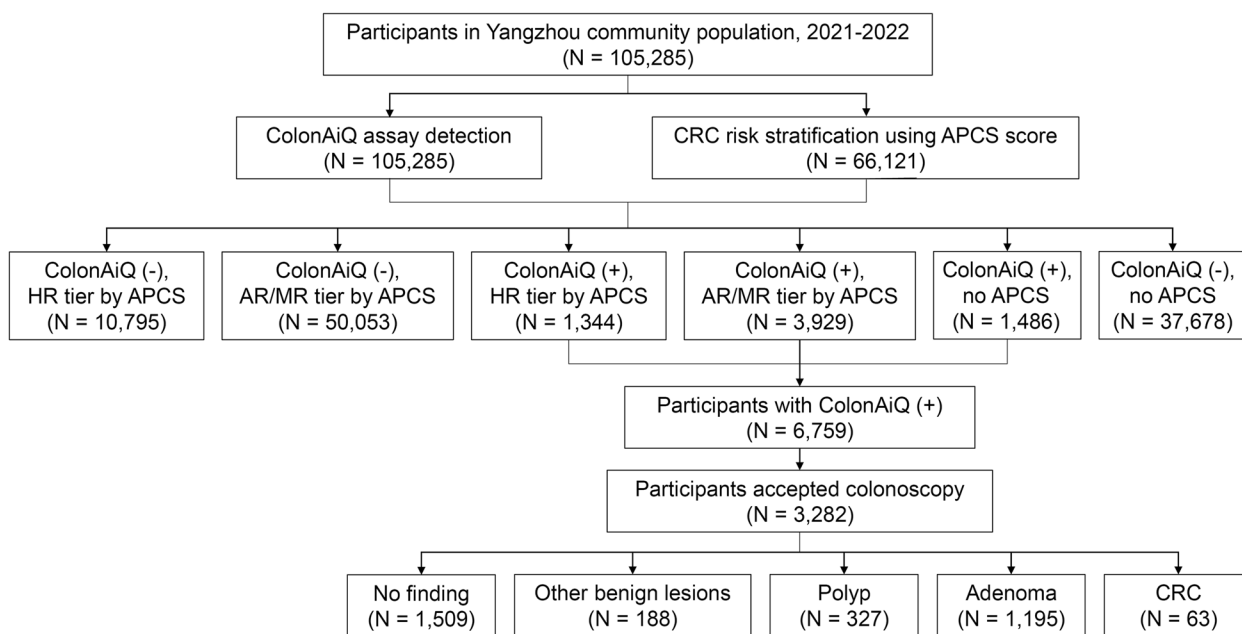 Participants in Yangzhou community population, 2021-2022
(N = 105,285)
ColonAiQ assay detection
(N = 105,285)
CRC risk stratification using APCS score
(N = 66,121)
ColonAiQ (-),
HR tier by APCS
(N = 10,795)
ColonAiQ (-),
AR/MR tier by APCS
(N = 50,053)
ColonAiQ (+),
HR tier by APCS
(N = 1,344)
ColonAiQ (+),
AR/MR tier by APCS
(N = 3,929)
ColonAiQ (+),
no APCS
(N = 1,486)
ColonAiQ (-),
no APCS
(N = 37,678)
Participants with ColonAiQ (+)
(N = 6,759)
Participants accepted colonoscopy
(N = 3,282)
No finding
(N = 1,509)
Other benign lesions
(N = 188)
Polyp
(N = 327)
Adenoma
(N = 1,195)
CRC
(N = 63)